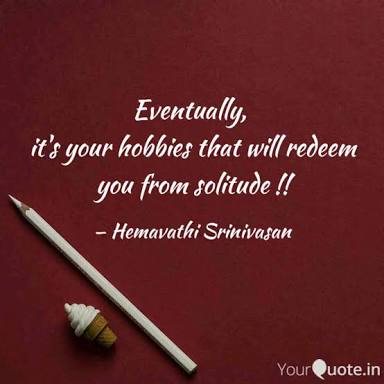 Eventually,
it's your hobbies that will redeem
you from solitude !!
– Hemavathi Srinivasan
YourQuote.in